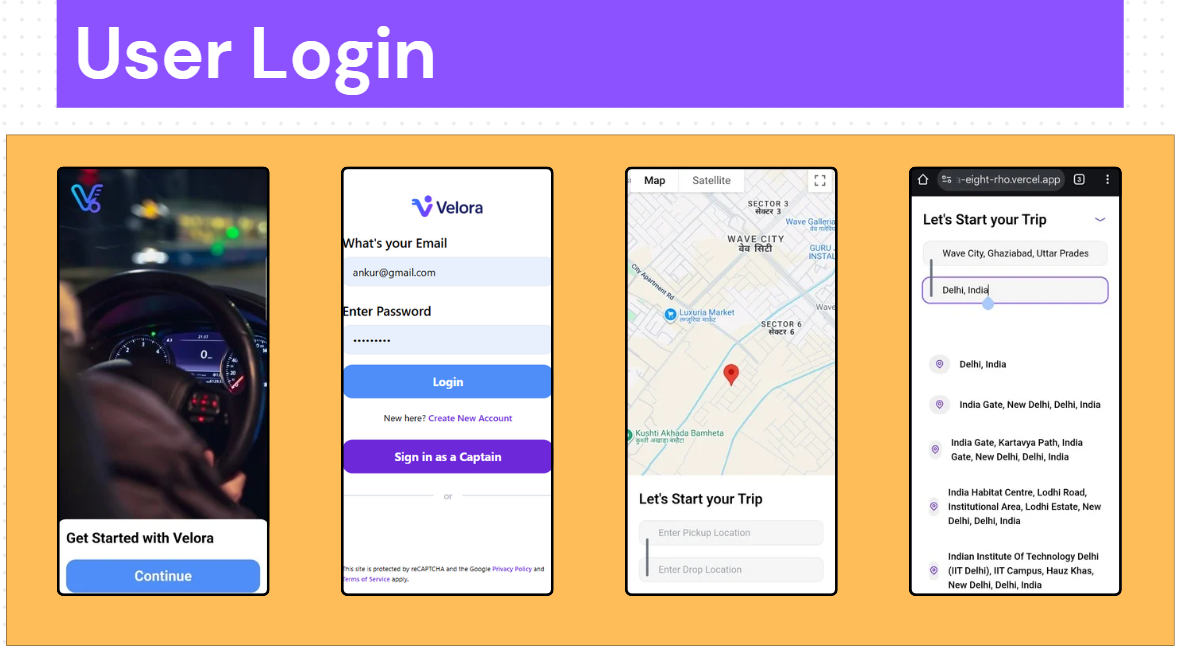 User Login
Get Started with Velora
Continue
Velora
What's your Email
ankur@gmail.com
Enter Password
•••••••••
Login
New here? Create New Account
Sign in as a Captain
or
This site is protected by reCAPTCHA and the Google Privacy Policy and
Terms of Service apply.
Map
Satellite
SECTOR 3
सेक्टर 3
Wave Galleria
WAVE CITY
वेव सिटी
GURU
INSTAL
City Apartment Rd
Luxuria Market
लग्जूरिया मार्केट
Wave
SECTOR 6
सेक्टर 6
Kushti Akhada Bamheta
कुश्ती अखाड़ा बम्हैटा
Let's Start your Trip
Enter Pickup Location
Enter Drop Location
-eight-rho.vercel.app
3
Let's Start your Trip
Wave City, Ghaziabad, Uttar Prades
Delhi, India
Delhi, India
India Gate, New Delhi, Delhi, India
India Gate, Kartavya Path, India
Gate, New Delhi, Delhi, India
India Habitat Centre, Lodhi Road,
Institutional Area, Lodhi Estate, New
Delhi, Delhi, India
Indian Institute Of Technology Delhi
(IIT Delhi), IIT Campus, Hauz Khas,
New Delhi, Delhi, India